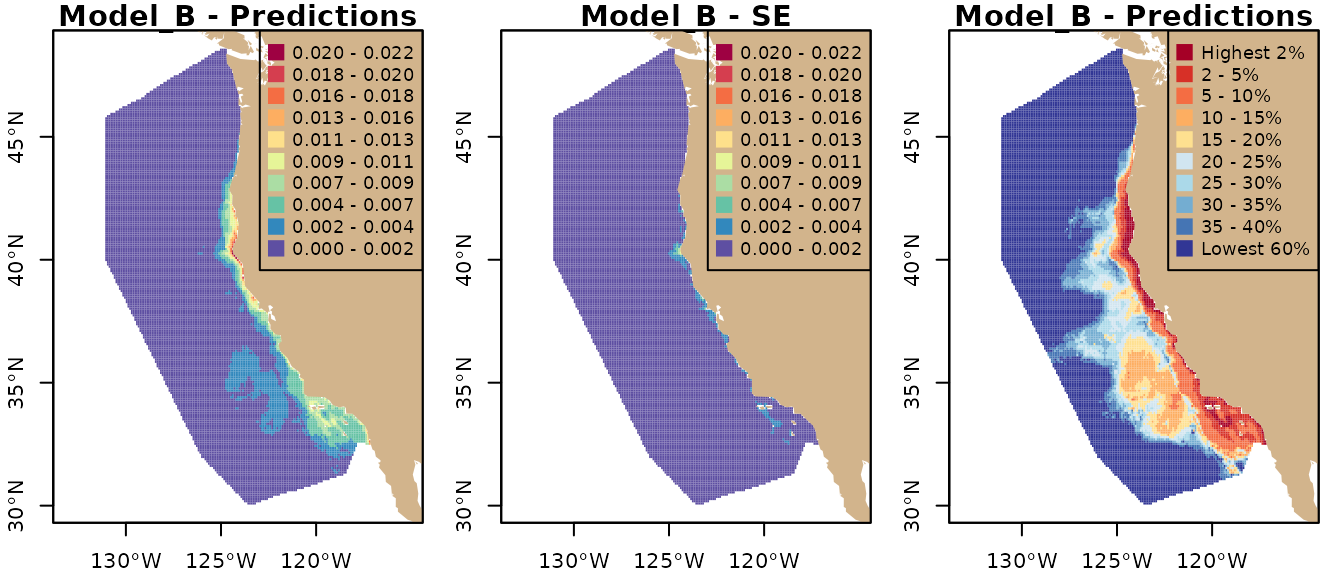 Model_B - Predictions
0.020 - 0.022
0.018 - 0.020
0.016 - 0.018
0.013 - 0.016
0.011 - 0.013
0.009 - 0.011
0.007 - 0.009
0.004 - 0.007
0.002 - 0.004
0.000 - 0.002
45°N
40°N
35°N
30°N
130°W 125°W 120°W
Model_B - SE
0.020 - 0.022
0.018 - 0.020
0.016 - 0.018
0.013 - 0.016
0.011 - 0.013
0.009 - 0.011
0.007 - 0.009
0.004 - 0.007
0.002 - 0.004
0.000 - 0.002
45°N
40°N
35°N
30°N
130°W 125°W 120°W
Model_B - Predictions
Highest 2%
2 - 5%
5 - 10%
10 - 15%
15 - 20%
20 - 25%
25 - 30%
30 - 35%
35 - 40%
Lowest 60%
45°N
40°N
35°N
30°N
130°W 125°W 120°W